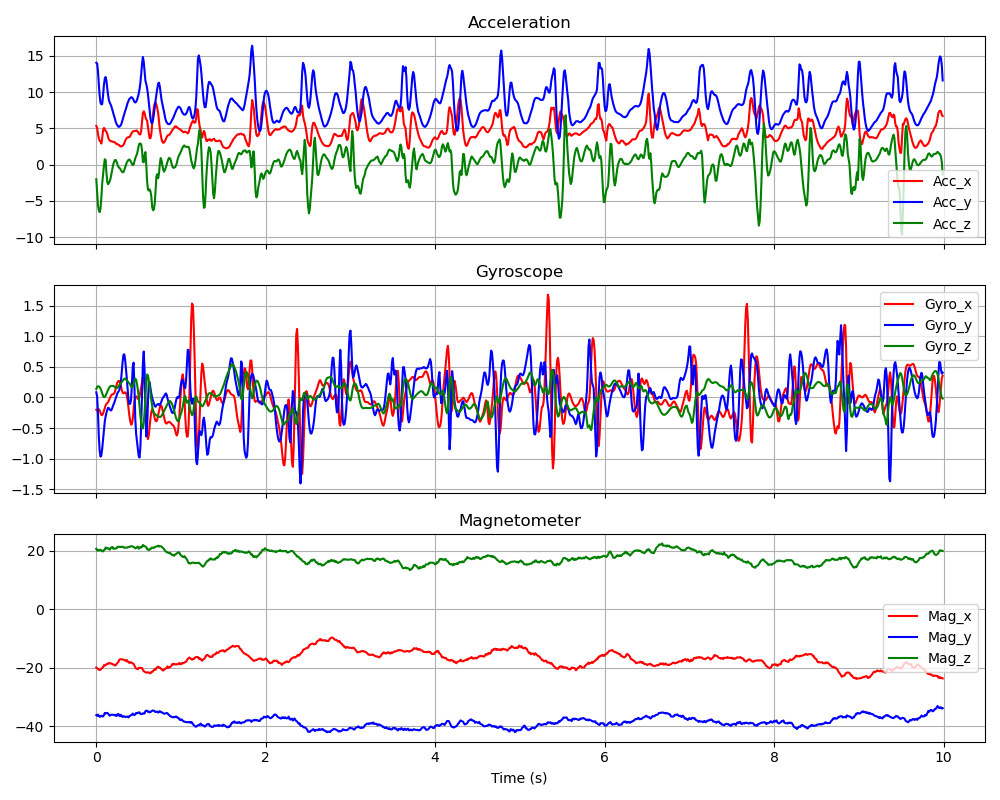 Acceleration
15
10
5
0
−5
−10
Acc_x
Acc_y
Acc_z
Gyroscope
1.5
1.0
0.5
0.0
−0.5
−1.0
−1.5
Gyro_x
Gyro_y
Gyro_z
Magnetometer
20
0
−20
−40
Mag_x
Mag_y
Mag_z
0 2 4 6 8 10
Time (s)